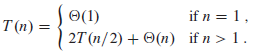 T(n) = { Θ(1) if n = 1 ,
2T(n/2) + Θ(n) if n > 1 .